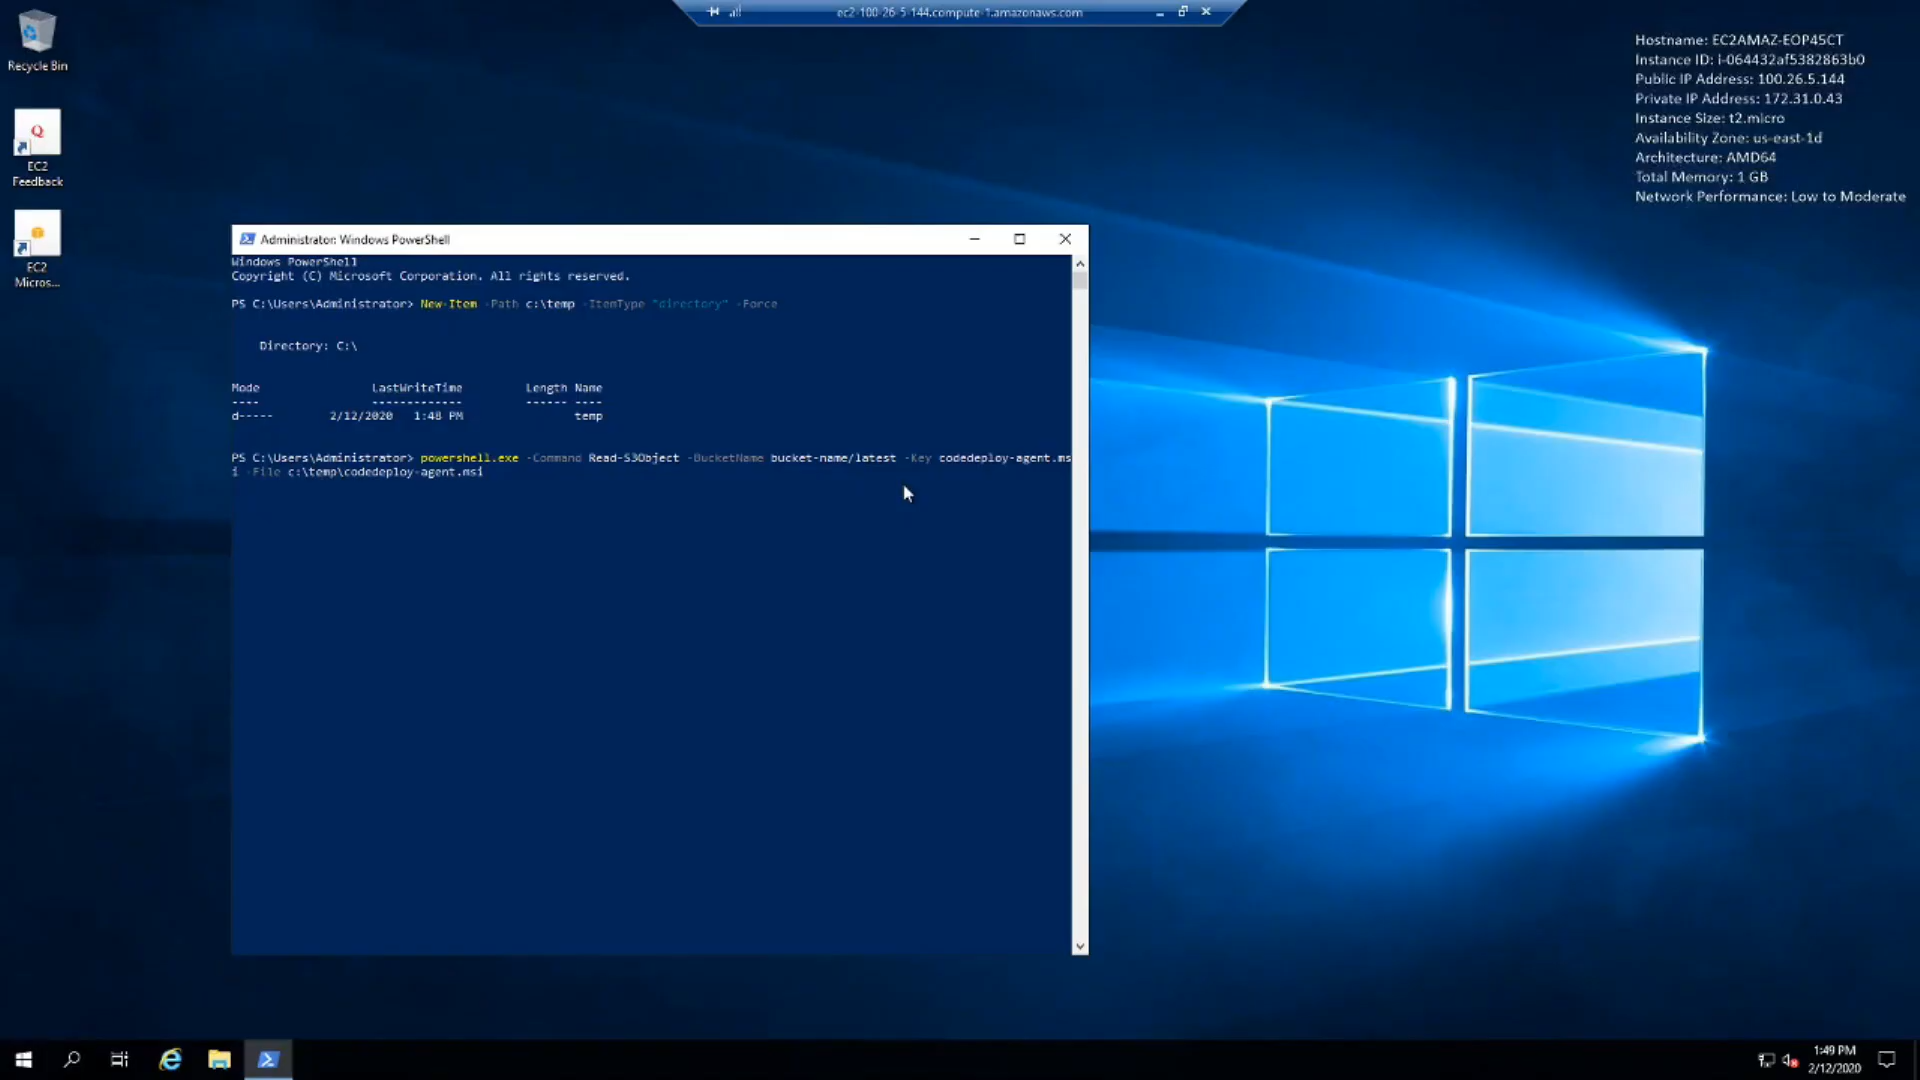 ec2-100-26-5-144.compute-1.amazonaws.com
Recycle Bin
EC2
Feedback
EC2
Micros...
Hostname: EC2AMAZ-EOP45CT
Instance ID: i-064432af5382863b0
Public IP Address: 100.26.5.144
Private IP Address: 172.31.0.43
Instance Size: t2.micro
Availability Zone: us-east-1d
Architecture: AMD64
Total Memory: 1 GB
Network Performance: Low to Moderate
Administrator: Windows PowerShell
Windows PowerShell
Copyright (C) Microsoft Corporation. All rights reserved.
PS C:\Users\Administrator> New-Item -Path c:\temp -ItemType "directory" -Force
Directory: C:\
Mode LastWriteTime Length Name
---- ------------- ------ ----
d----- 2/12/2020 1:48 PM temp
PS C:\Users\Administrator> powershell.exe -Command Read-S3Object -BucketName bucket-name/latest -Key codedeploy-agent.ms
i -File c:\temp\codedeploy-agent.msi
1:49 PM
2/12/2020